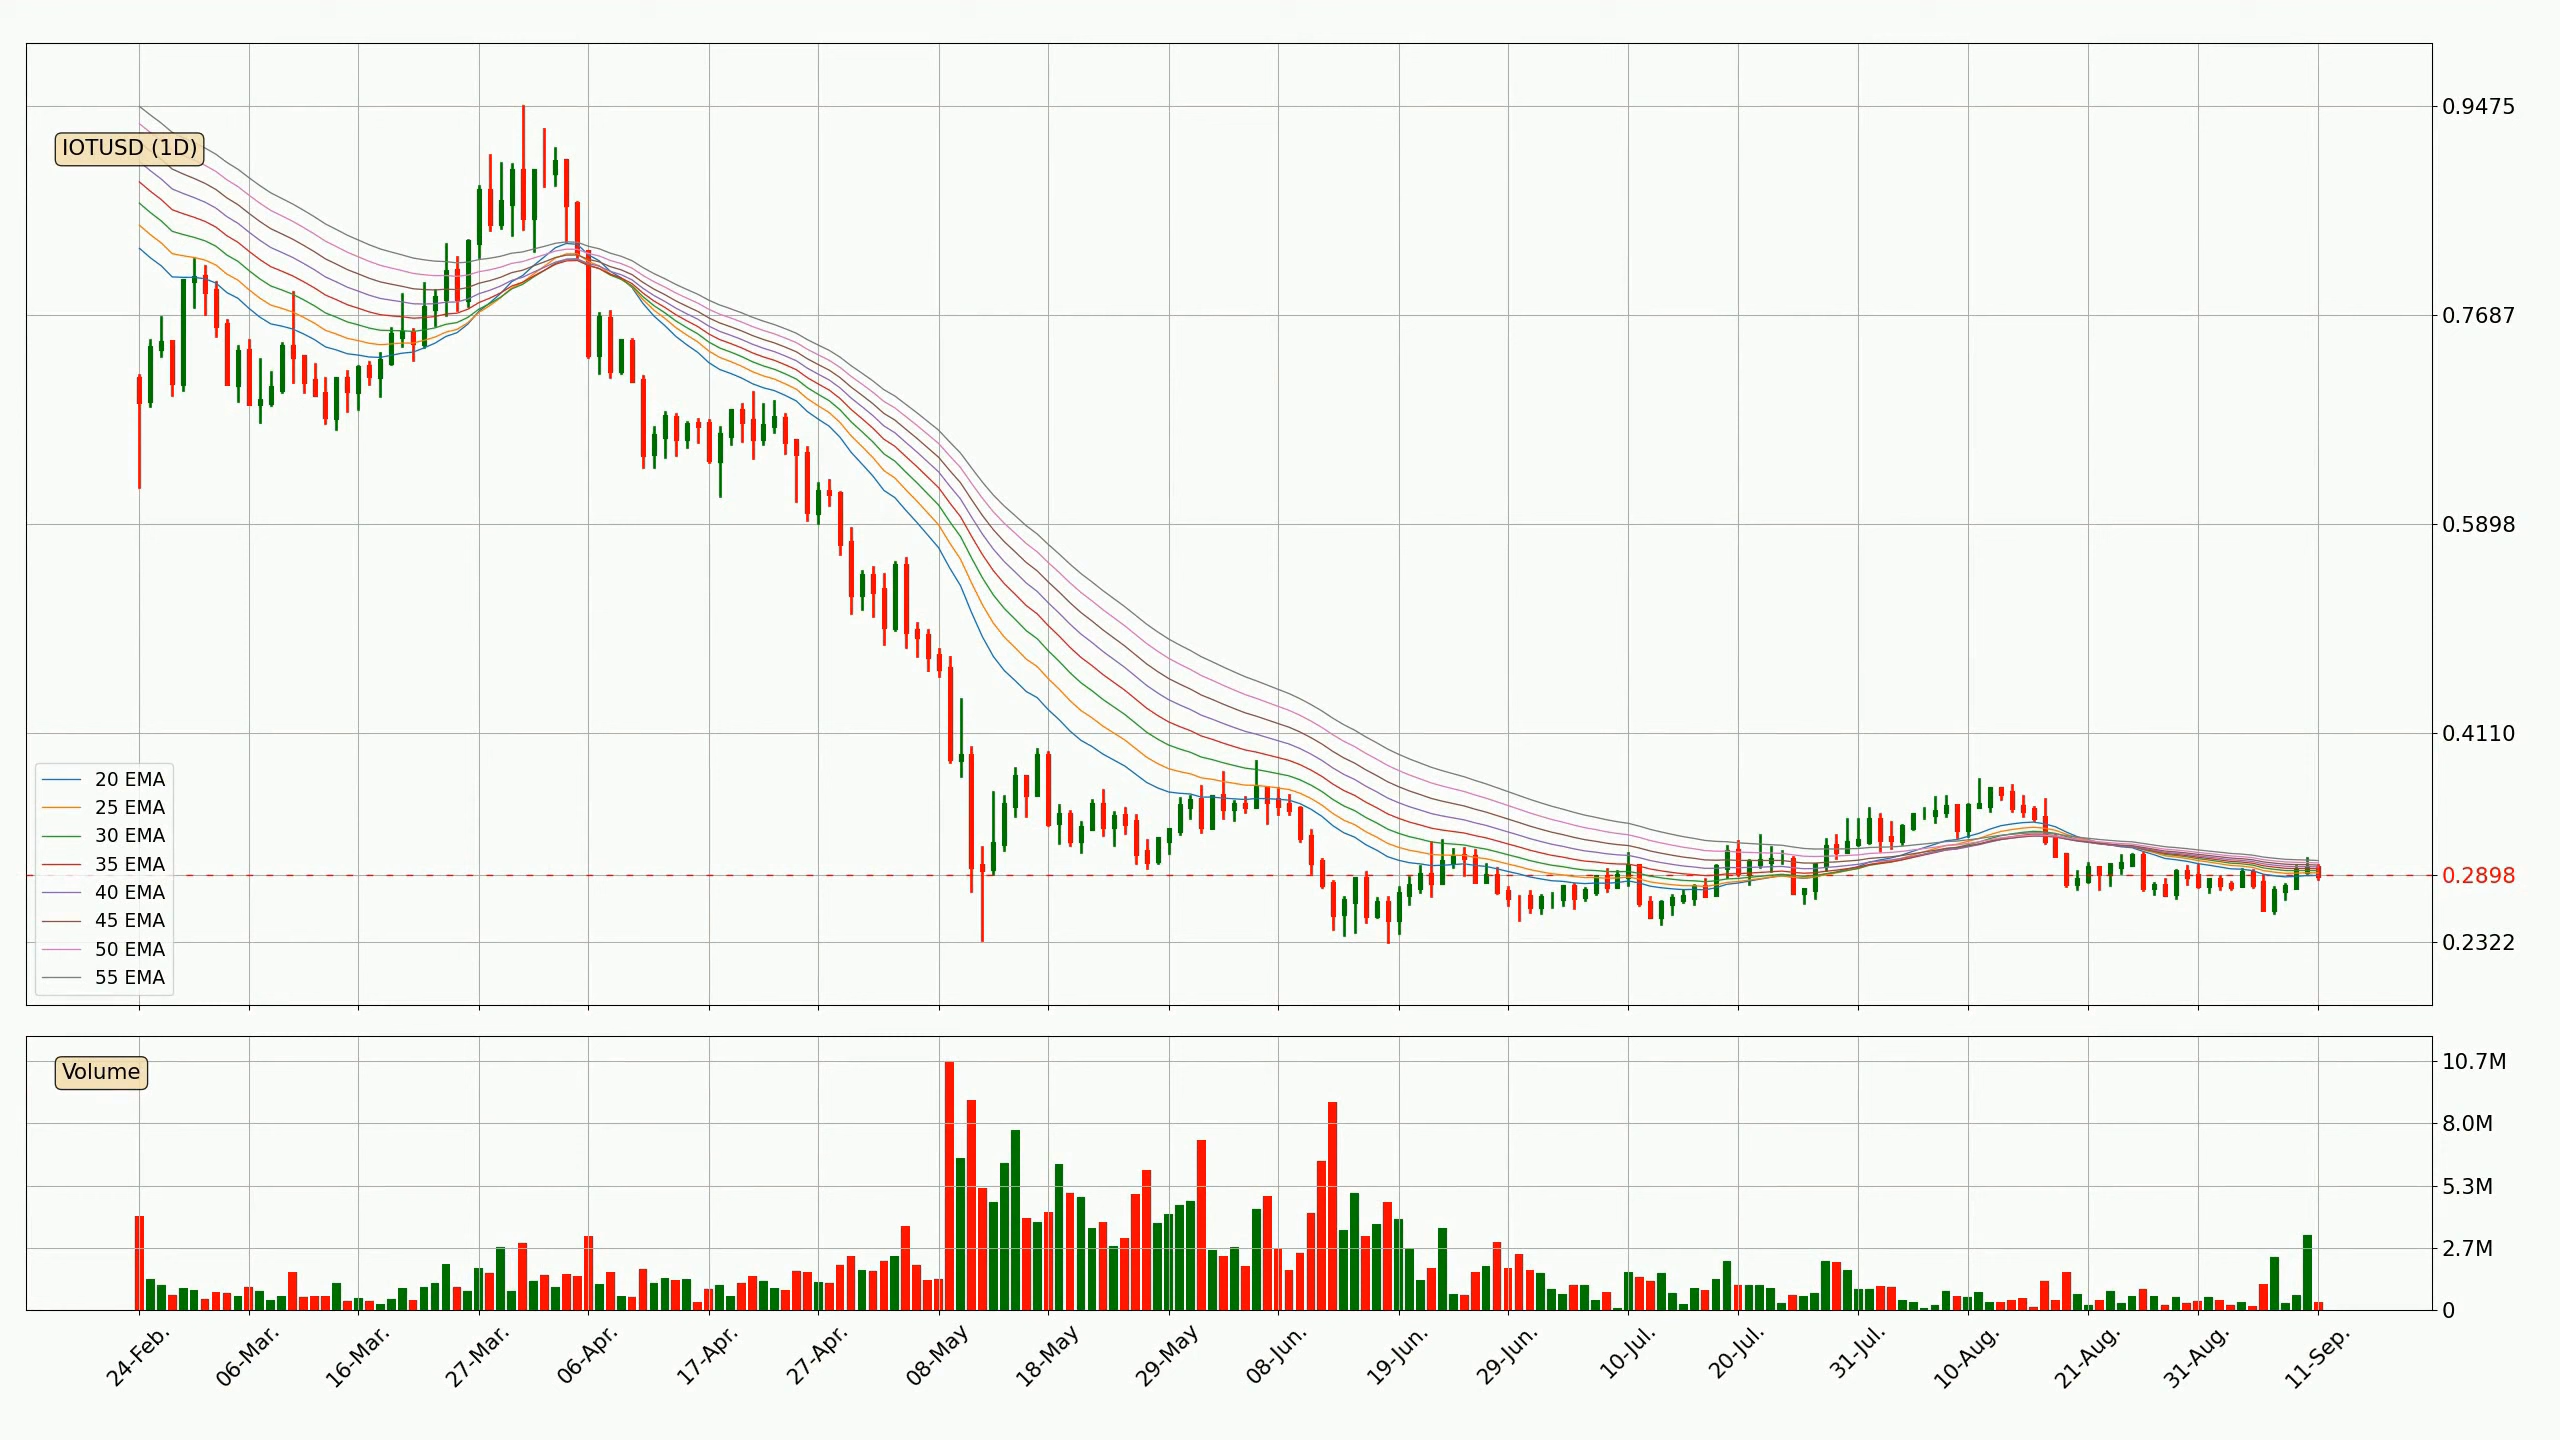 IOTUSD (1D)
0.9475
0.7687
0.5898
0.4110
0.2898
0.2322
20 EMA
25 EMA
30 EMA
35 EMA
40 EMA
45 EMA
50 EMA
55 EMA
Volume
10.7M
8.0M
5.3M
2.7M
0
24-Feb.
06-Mar.
16-Mar.
27-Mar.
06-Apr.
17-Apr.
27-Apr.
08-May
18-May
29-May
08-Jun.
19-Jun.
29-Jun.
10-Jul.
20-Jul.
31-Jul.
10-Aug.
21-Aug.
31-Aug.
11-Sep.